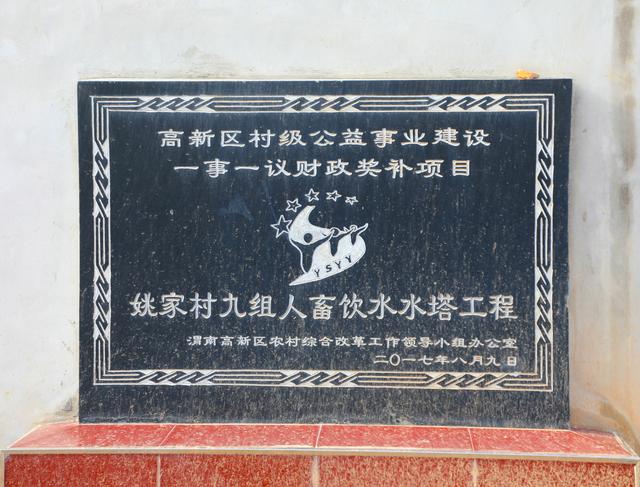 高新区村级公益事业建设
一事一议财政奖补项目
YSYY
姚家村九组人畜饮水水塔工程
渭南高新区农村综合改革工作领导小组办公室
二〇一七年八月九日